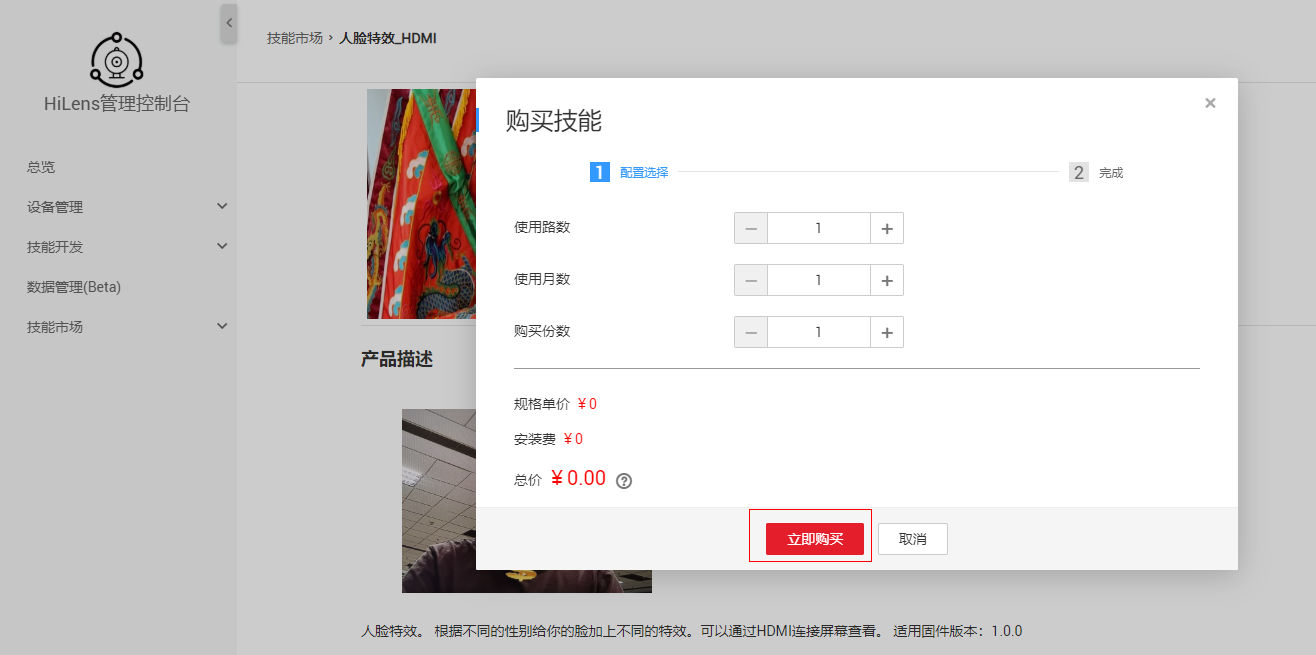 HiLens管理控制台
总览
设备管理
技能开发
数据管理(Beta)
技能市场
技能市场 › 人脸特效_HDMI
购买技能
1 配置选择
2 完成
使用路数 1
使用月数 1
购买份数 1
规格单价 ¥0
安装费 ¥0
总价 ¥0.00 ?
立即购买 取消
产品描述
人脸特效。 根据不同的性别给你的脸加上不同的特效。可以通过HDMI连接屏幕查看。 适用固件版本：1.0.0